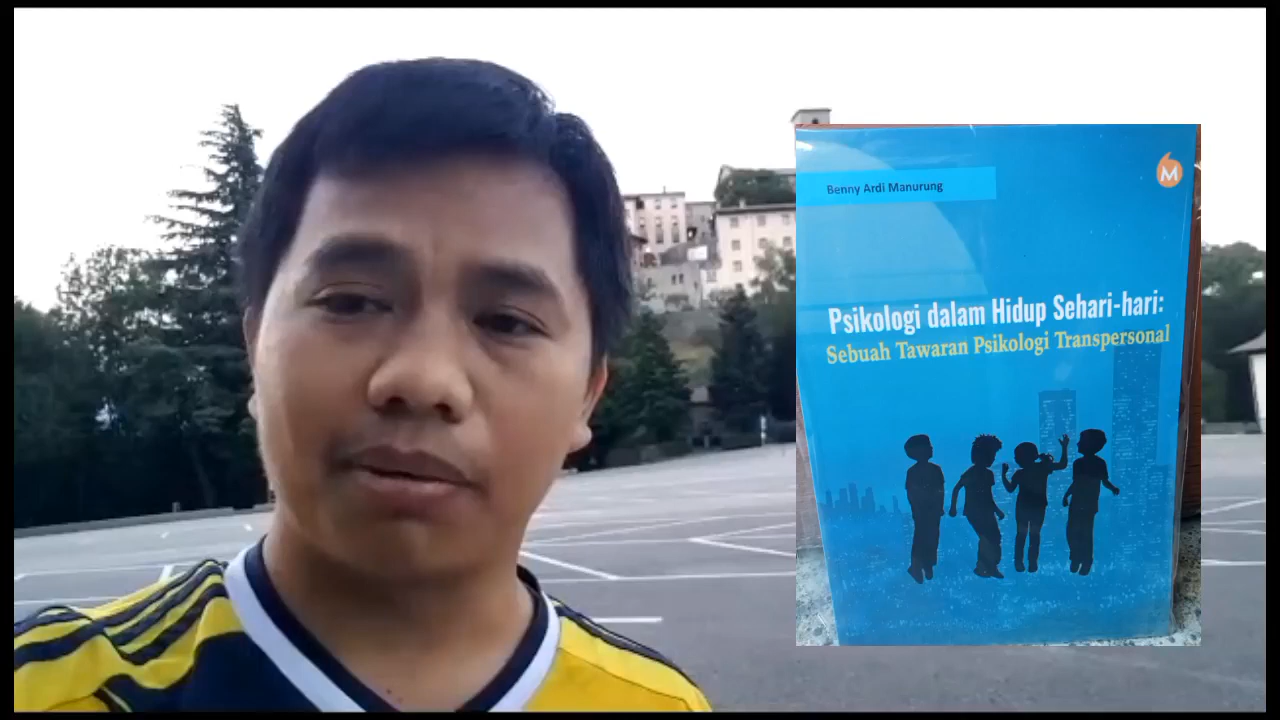 Benny Ardi Manurung
M
Psikologi dalam Hidup Sehari-hari:
Sebuah Tawaran Psikologi Transpersonal